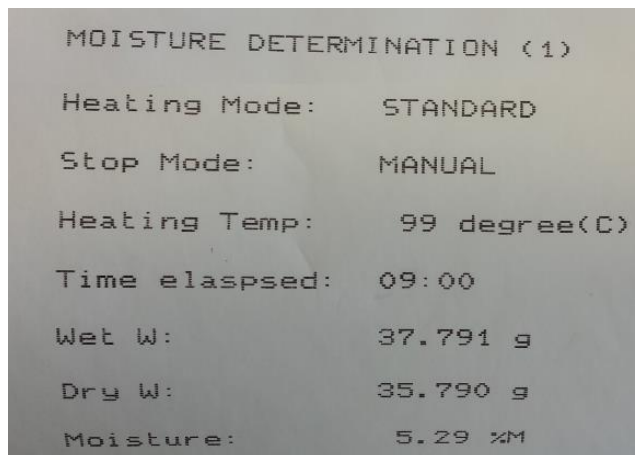 MOISTURE DETERMINATION (1)
Heating Mode: STANDARD
Stop Mode: MANUAL
Heating Temp: 99 degree(C)
Time elaspsed: 09:00
Wet W: 37.791 g
Dry W: 35.790 g
Moisture: 5.29 %M